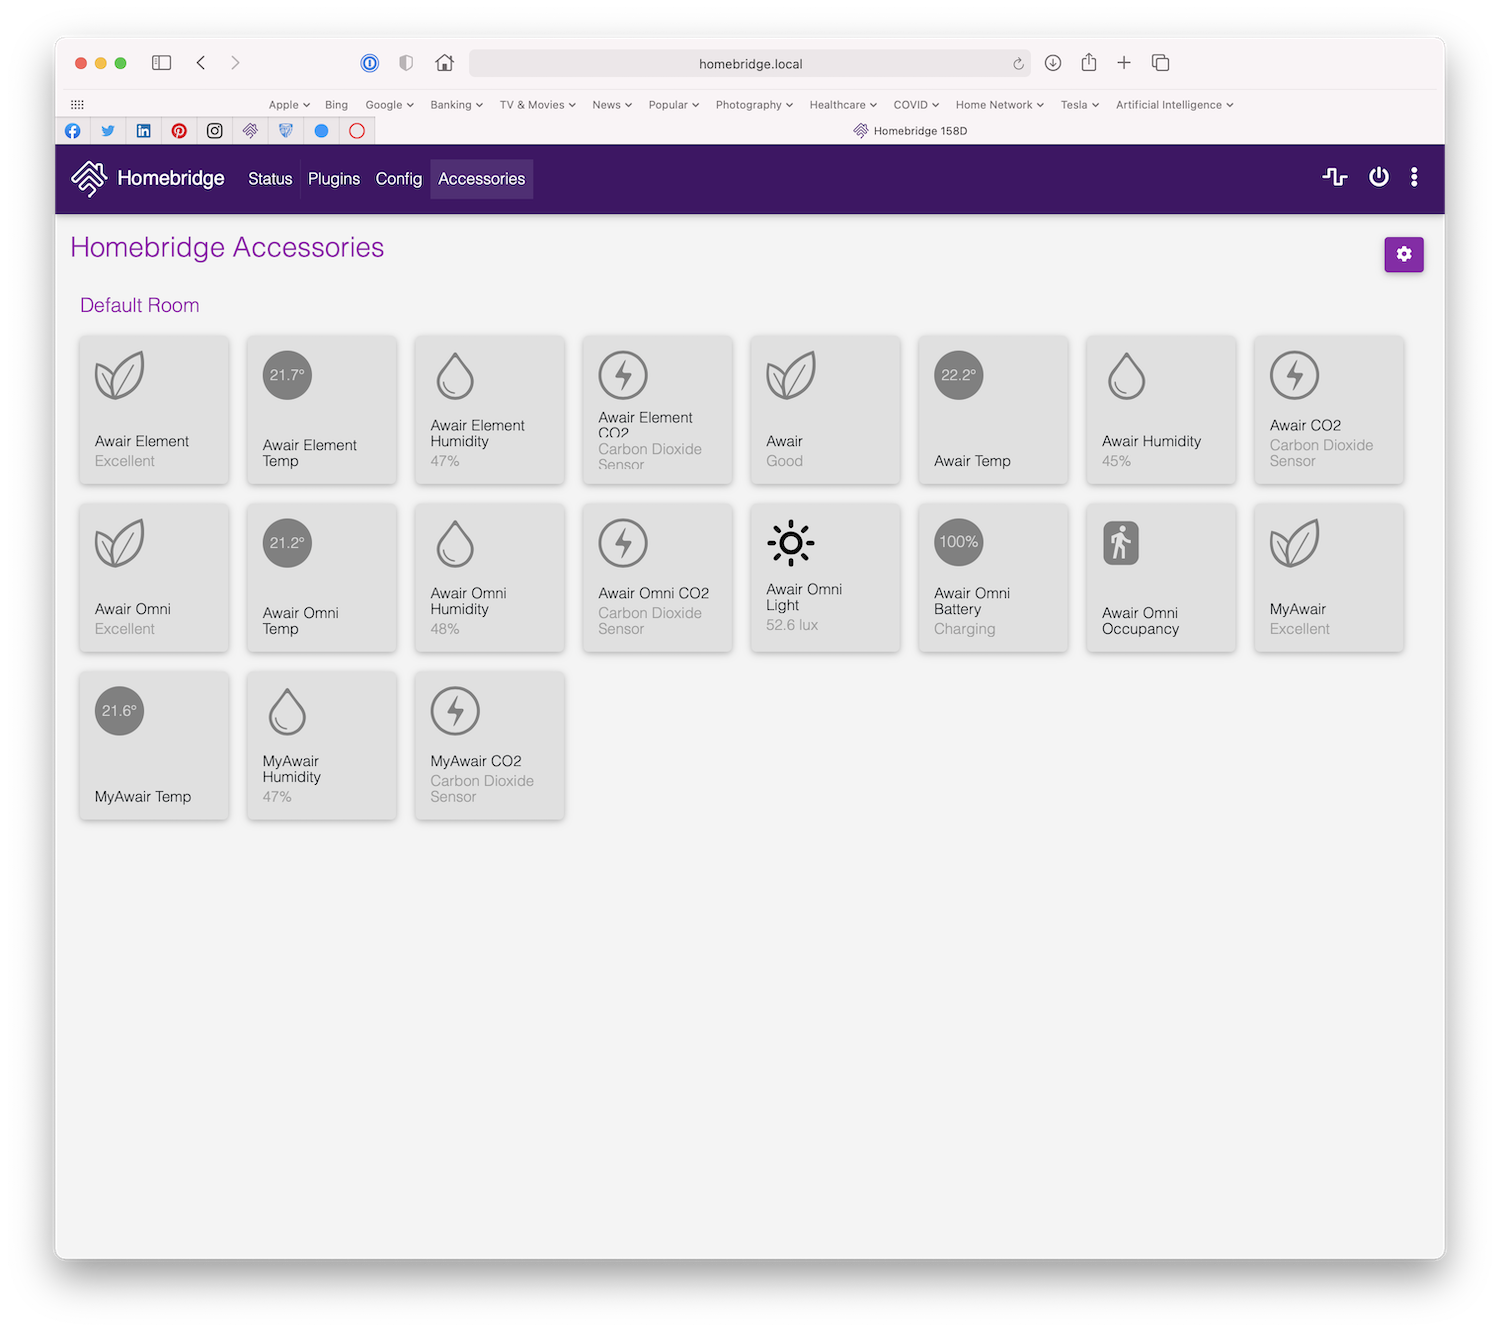 homebridge.local
Apple Bing Google Banking TV & Movies News Popular Photography Healthcare COVID Home Network Tesla Artificial Intelligence
Homebridge 158D
Homebridge Status Plugins Config Accessories
Homebridge Accessories
Default Room
Awair Element
Excellent
21.7°
Awair Element
Temp
Awair Element
Humidity
47%
Awair Element
CO2
Carbon Dioxide
Sensor
Awair
Good
22.2°
Awair Temp
Awair Humidity
45%
Awair CO2
Carbon Dioxide
Sensor
Awair Omni
Excellent
21.2°
Awair Omni
Temp
Awair Omni
Humidity
48%
Awair Omni CO2
Carbon Dioxide
Sensor
Awair Omni
Light
52.6 lux
100%
Awair Omni
Battery
Charging
Awair Omni
Occupancy
MyAwair
Excellent
21.6°
MyAwair Temp
MyAwair
Humidity
47%
MyAwair CO2
Carbon Dioxide
Sensor